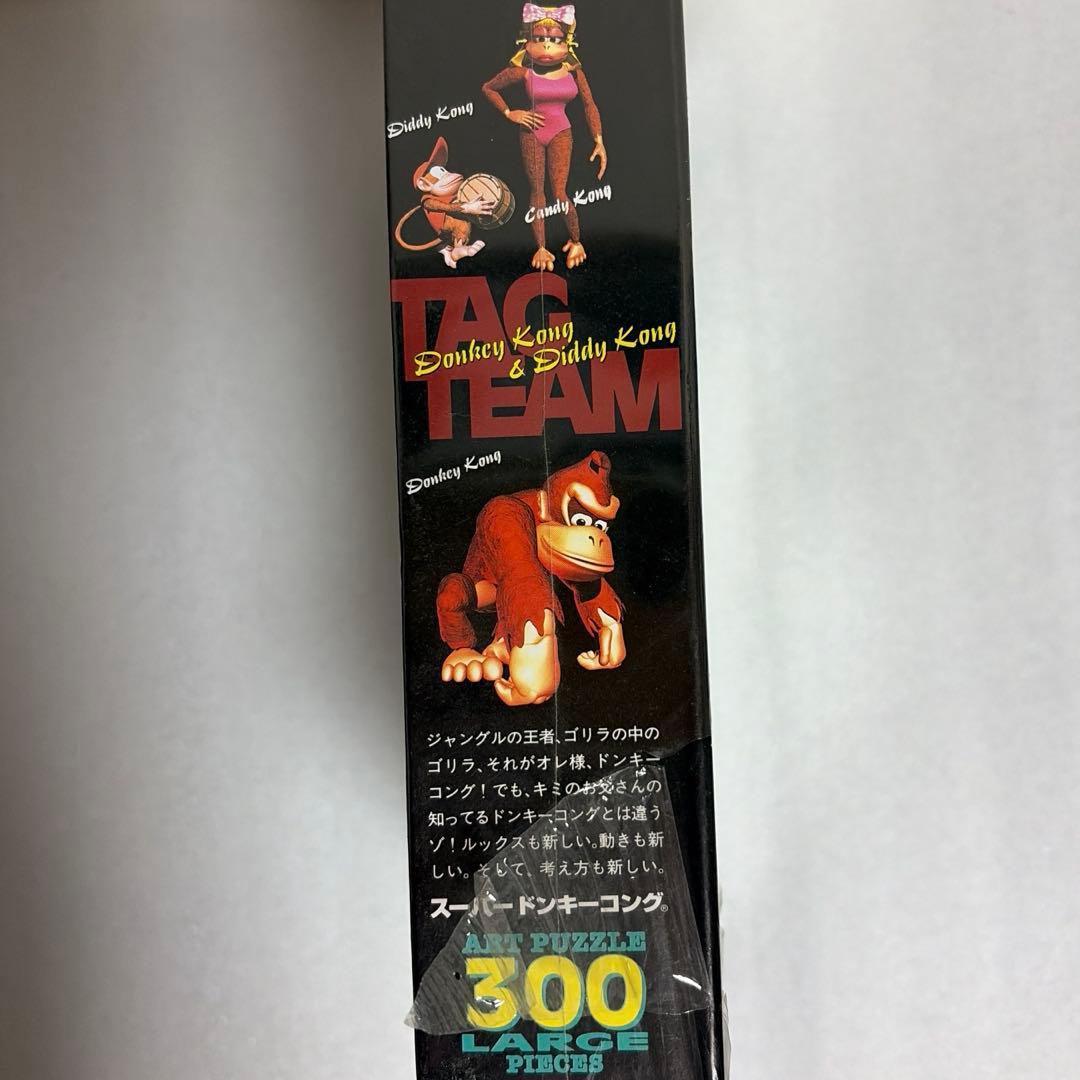 Diddy Kong
Candy Kong
TAG
Donkey Kong
& Diddy Kong
TEAM
Donkey Kong
ジャングルの王者、ゴリラの中の
ゴリラ、それがオレ様、ドンキー
コング！でも、キミのお父さんの
知ってるドンキーコングとは違う
ゾ！ルックスも新しい。動きも新
しい。そして、考え方も新しい。
スーパードンキーコング®
ART PUZZLE
300
LARGE
PIECES